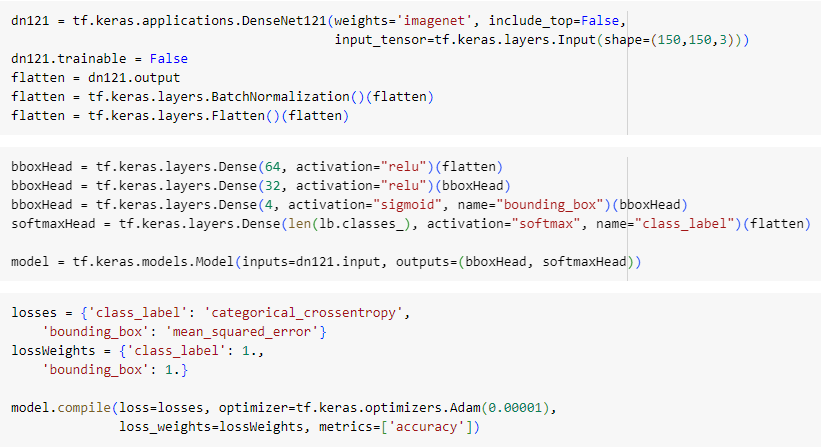 dn121 = tf.keras.applications.DenseNet121(weights='imagenet', include_top=False,
input_tensor=tf.keras.layers.Input(shape=(150,150,3)))
dn121.trainable = False
flatten = dn121.output
flatten = tf.keras.layers.BatchNormalization()(flatten)
flatten = tf.keras.layers.Flatten()(flatten)
bboxHead = tf.keras.layers.Dense(64, activation="relu")(flatten)
bboxHead = tf.keras.layers.Dense(32, activation="relu")(bboxHead)
bboxHead = tf.keras.layers.Dense(4, activation="sigmoid", name="bounding_box")(bboxHead)
softmaxHead = tf.keras.layers.Dense(len(lb.classes_), activation="softmax", name="class_label")(flatten)
model = tf.keras.models.Model(inputs=dn121.input, outputs=(bboxHead, softmaxHead))
losses = {'class_label': 'categorical_crossentropy',
'bounding_box': 'mean_squared_error'}
lossWeights = {'class_label': 1.,
'bounding_box': 1.}
model.compile(loss=losses, optimizer=tf.keras.optimizers.Adam(0.00001),
loss_weights=lossWeights, metrics=['accuracy'])